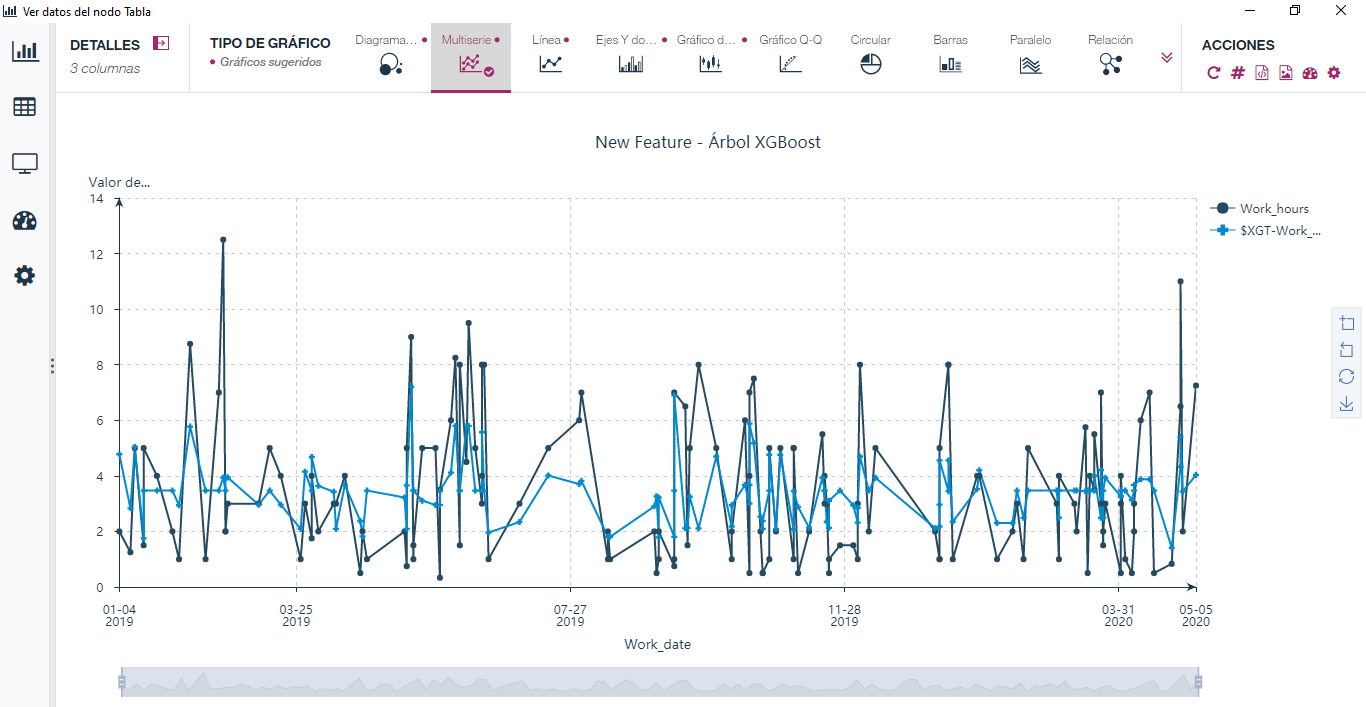 Ver datos del nodo Tabla
DETALLES
3 columnas
TIPO DE GRÁFICO
Gráficos sugeridos
Diagrama...
Multiserie
Línea
Ejes Y do...
Gráfico d...
Gráfico Q-Q
Circular
Barras
Paralelo
Relación
ACCIONES
New Feature - Árbol XGBoost
Valor de...
14
12
10
8
6
4
2
0
Work_hours
$XGT-Work_...
01-04
2019
03-25
2019
07-27
2019
11-28
2019
03-31
2020
05-05
2020
Work_date